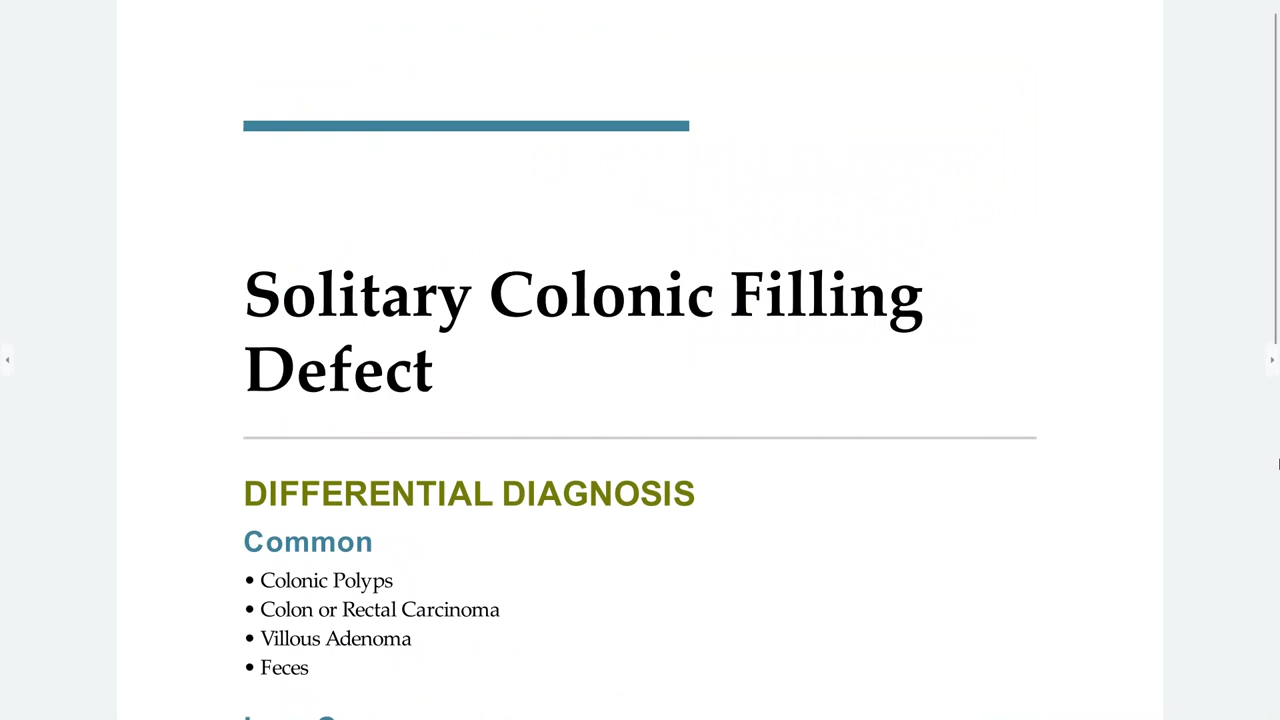 Solitary Colonic Filling
Defect
DIFFERENTIAL DIAGNOSIS
Common
• Colonic Polyps
• Colon or Rectal Carcinoma
• Villous Adenoma
• Feces